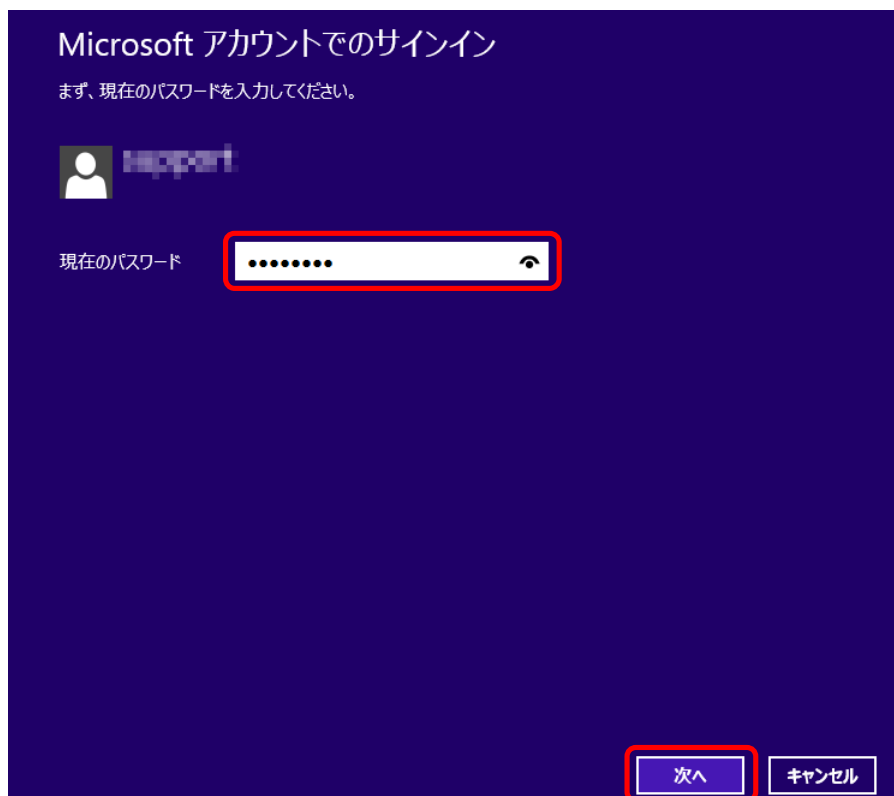 Microsoft アカウントでのサインイン
まず、現在のパスワードを入力してください。
現在のパスワード ●●●●●●●●
次へ キャンセル